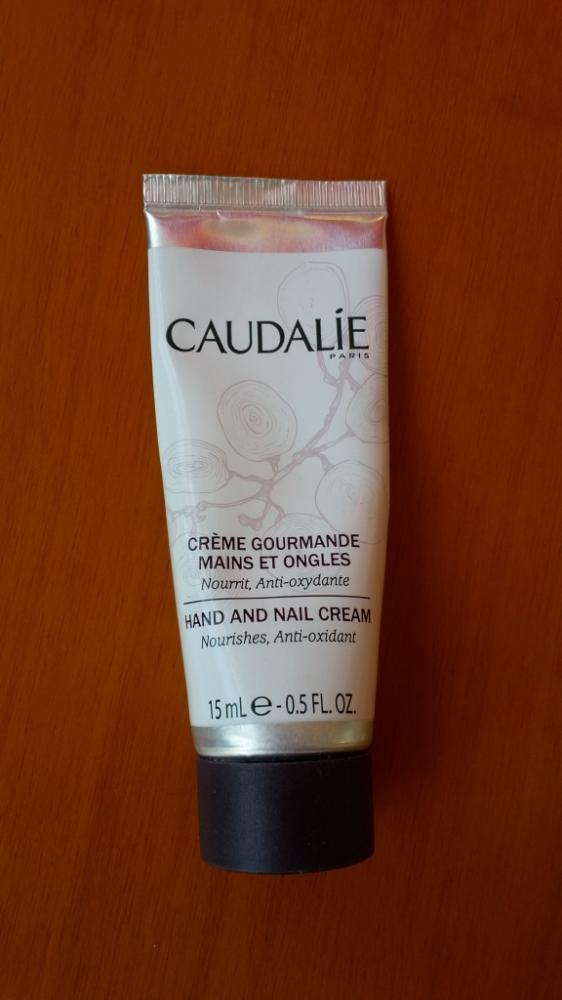 CAUDALÍE
PARIS
CRÈME GOURMANDE
MAINS ET ONGLES
Nourrit, Anti-oxydante
HAND AND NAIL CREAM
Nourishes, Anti-oxidant
15 mL ℮ - 0.5 FL. OZ.